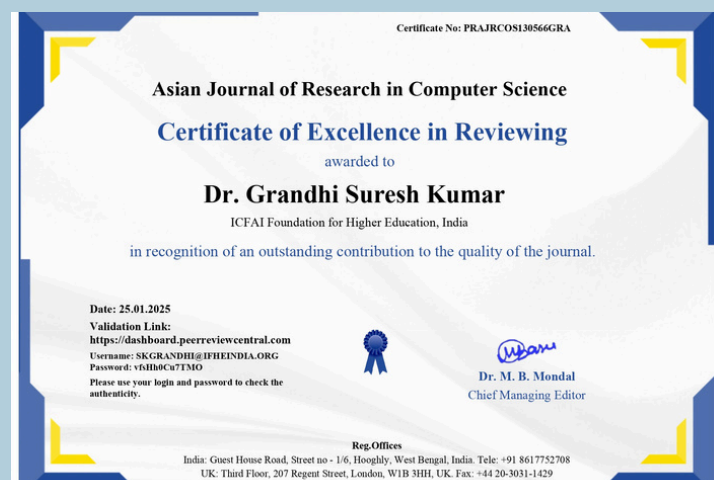 Certificate No: PRAJRCOS130566GRA
Asian Journal of Research in Computer Science
Certificate of Excellence in Reviewing
awarded to
Dr. Grandhi Suresh Kumar
ICFAI Foundation for Higher Education, India
in recognition of an outstanding contribution to the quality of the journal.
Date: 25.01.2025
Validation Link:
https://dashboard.peerreviewcentral.com
Username: SKGRANDHI@IFHEINDIA.ORG
Password: vfsHh0Cu7TMO
Please use your login and password to check the
authenticity.
Dr. M. B. Mondal
Chief Managing Editor
Reg.Offices
India: Guest House Road, Street no - 1/6, Hooghly, West Bengal, India. Tele: +91 8617752708
UK: Third Floor, 207 Regent Street, London, W1B 3HH, UK. Fax: +44 20-3031-1429